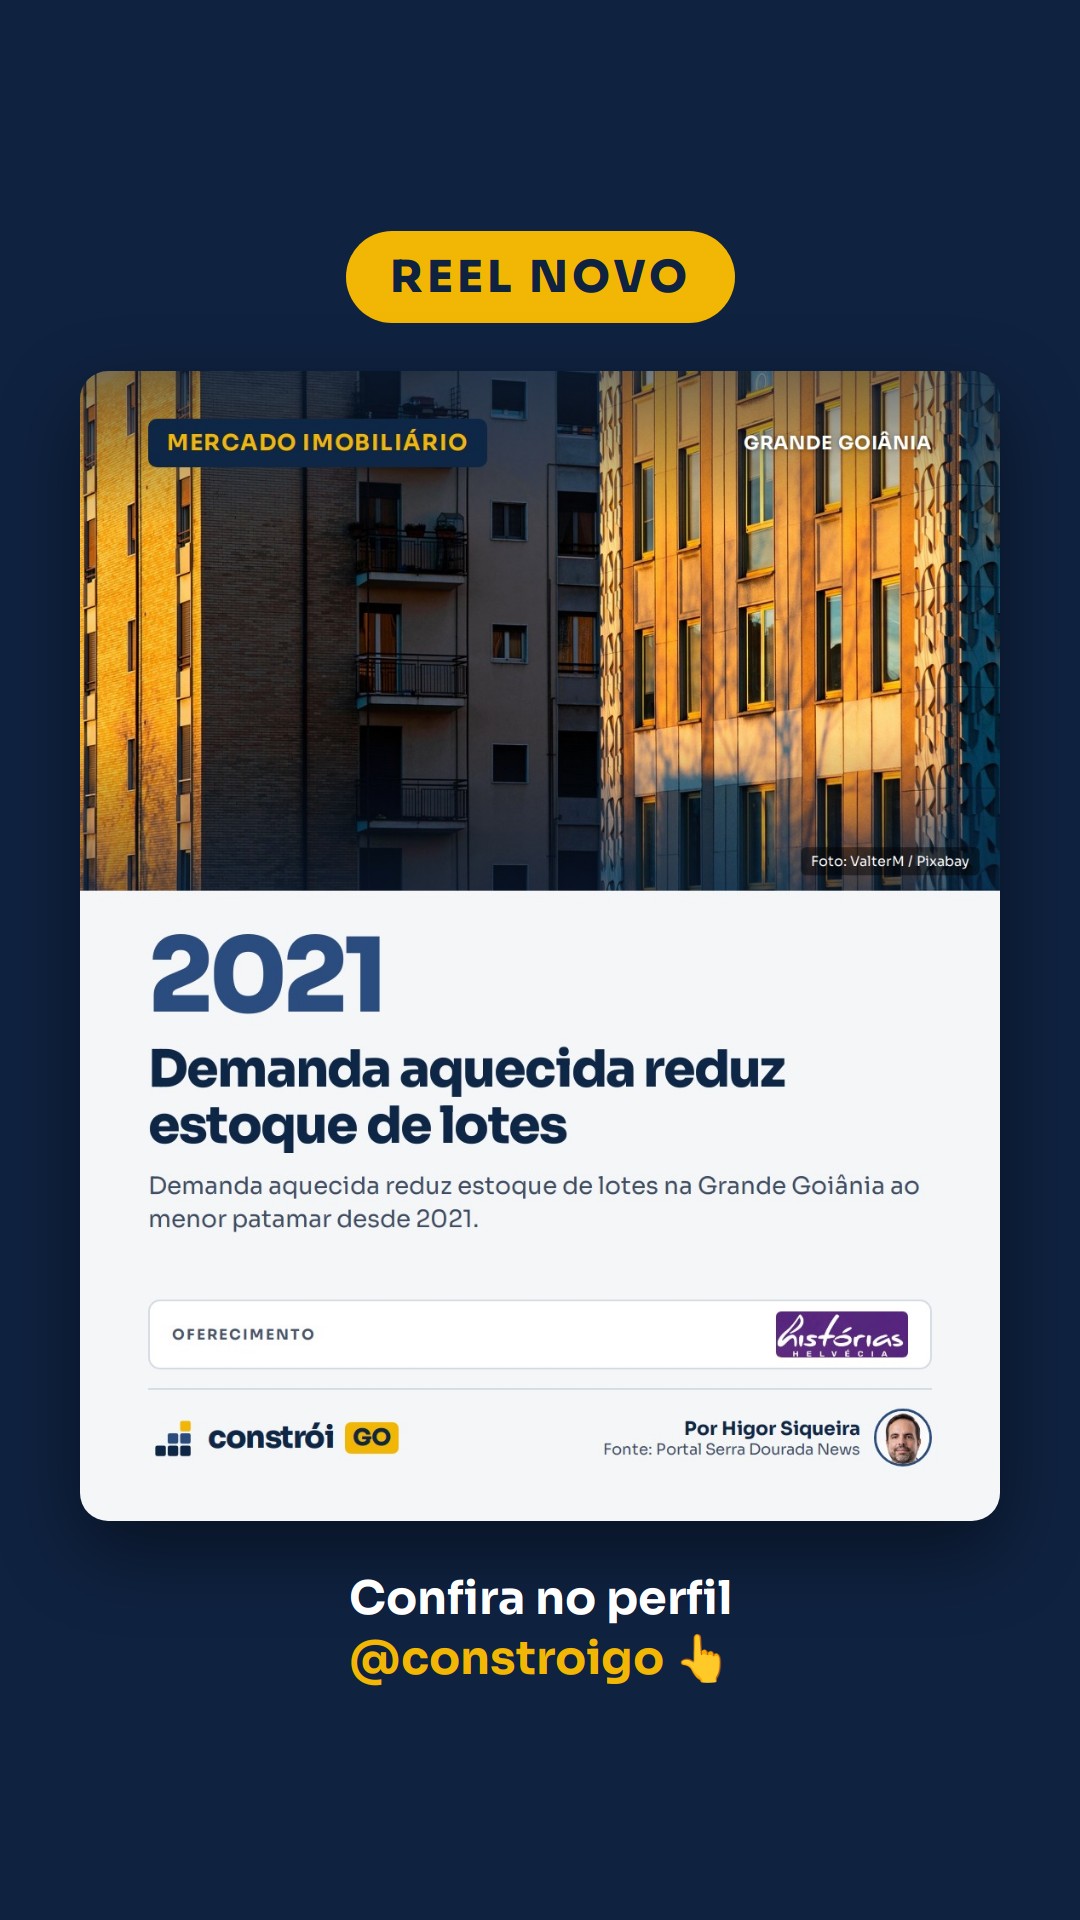 REEL NOVO
MERCADO IMOBILIÁRIO
GRANDE GOIÂNIA
Foto: ValterM / Pixabay
2021
Demanda aquecida reduz
estoque de lotes
Demanda aquecida reduz estoque de lotes na Grande Goiânia ao
menor patamar desde 2021.
OFERECIMENTO
histórias
HELVÉCIA
constrói GO
Por Higor Siqueira
Fonte: Portal Serra Dourada News
Confira no perfil
@constroigo 👆